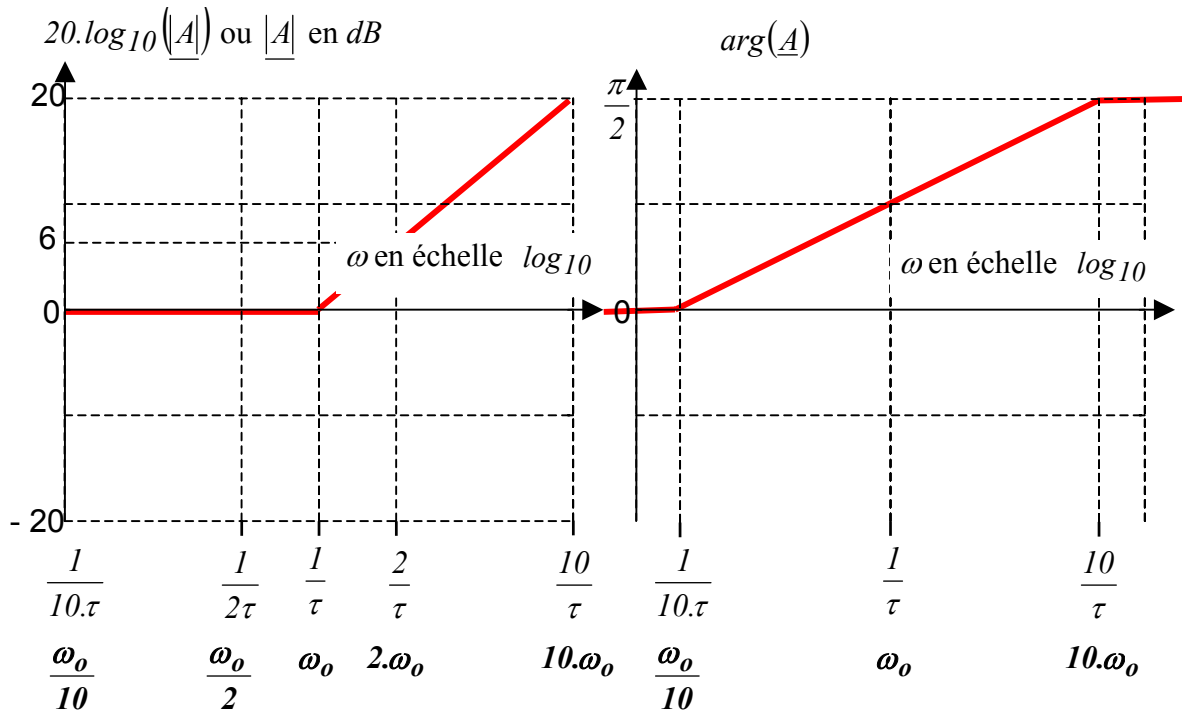 20.log10(|A|) ou |A| en dB
20
6
0
- 20
ω en échelle log10
1/10.τ 1/2τ 1/τ 2/τ 10/τ
ωo/10 ωo/2 ωo 2.ωo 10.ωo
arg(A)
π/2
0
ω en échelle log10
1/10.τ 1/τ 10/τ
ωo/10 ωo 10.ωo